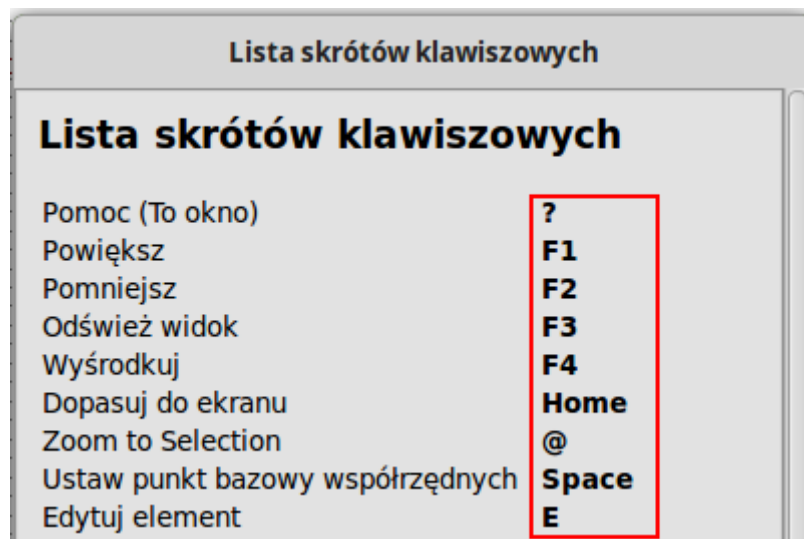 Lista skrótów klawiszowych
Lista skrótów klawiszowych
Pomoc (To okno) ?
Powiększ F1
Pomniejsz F2
Odśwież widok F3
Wyśrodkuj F4
Dopasuj do ekranu Home
Zoom to Selection @
Ustaw punkt bazowy współrzędnych Space
Edytuj element E